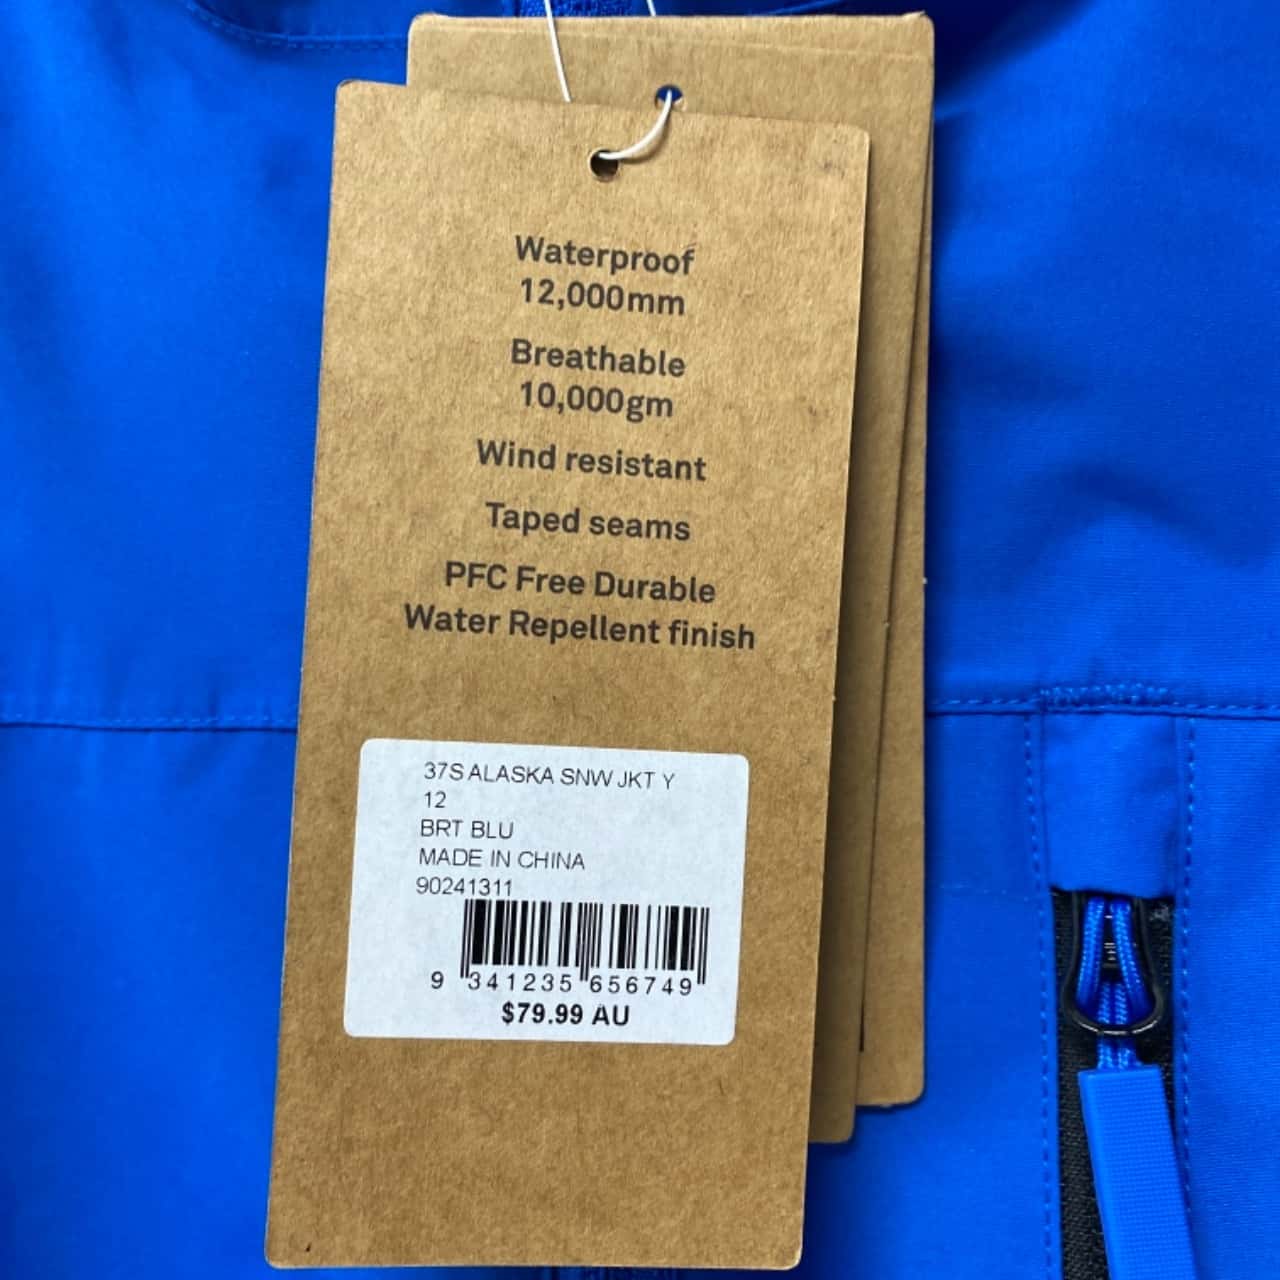 Waterproof
12,000mm
Breathable
10,000gm
Wind resistant
Taped seams
PFC Free Durable
Water Repellent finish
37S ALASKA SNW JKT Y
12
BRT BLU
MADE IN CHINA
90241311
9 341235 656749
$79.99 AU